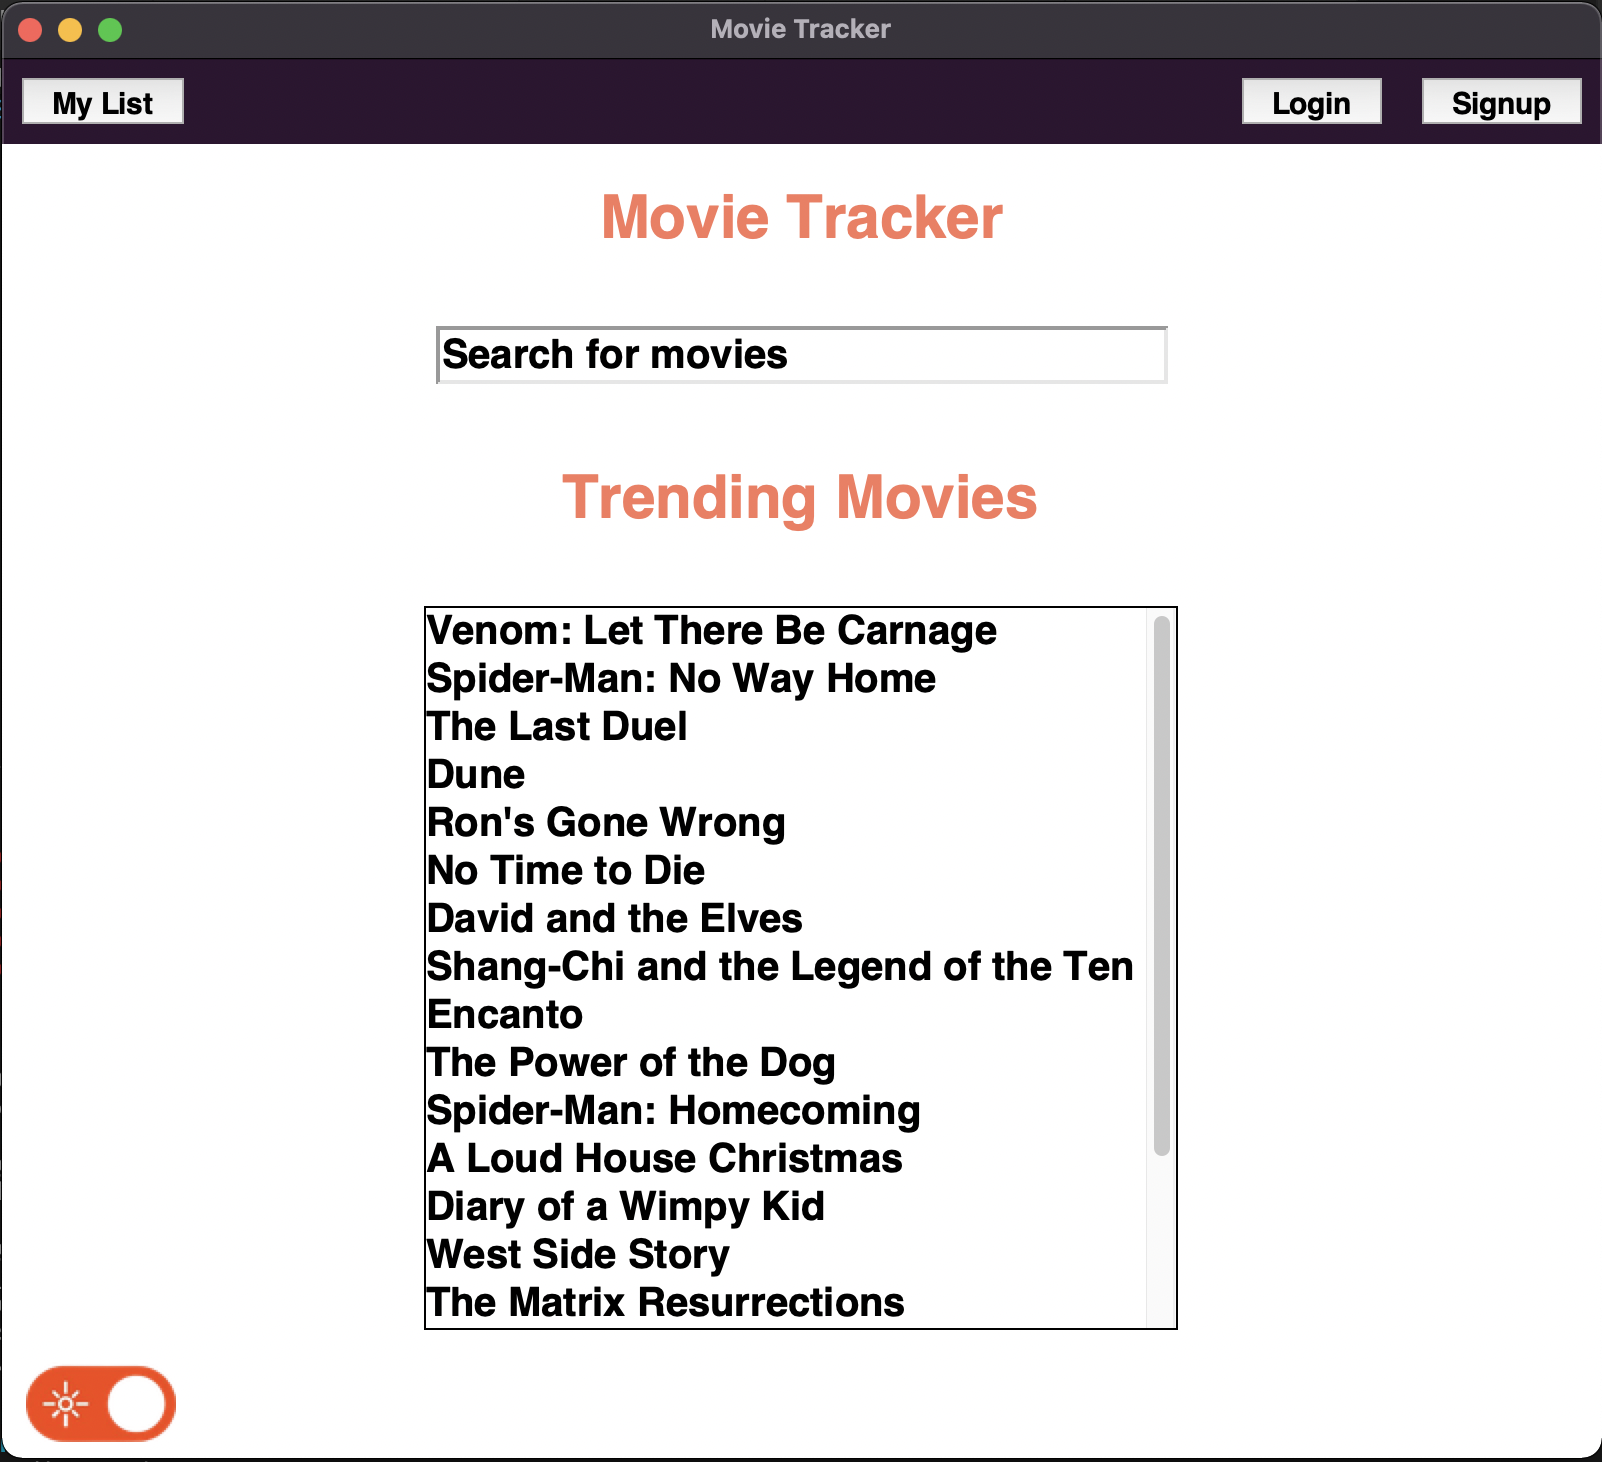 Movie Tracker
My List
Login
Signup
Movie Tracker
Search for movies
Trending Movies
Venom: Let There Be Carnage
Spider-Man: No Way Home
The Last Duel
Dune
Ron's Gone Wrong
No Time to Die
David and the Elves
Shang-Chi and the Legend of the Ten
Encanto
The Power of the Dog
Spider-Man: Homecoming
A Loud House Christmas
Diary of a Wimpy Kid
West Side Story
The Matrix Resurrections